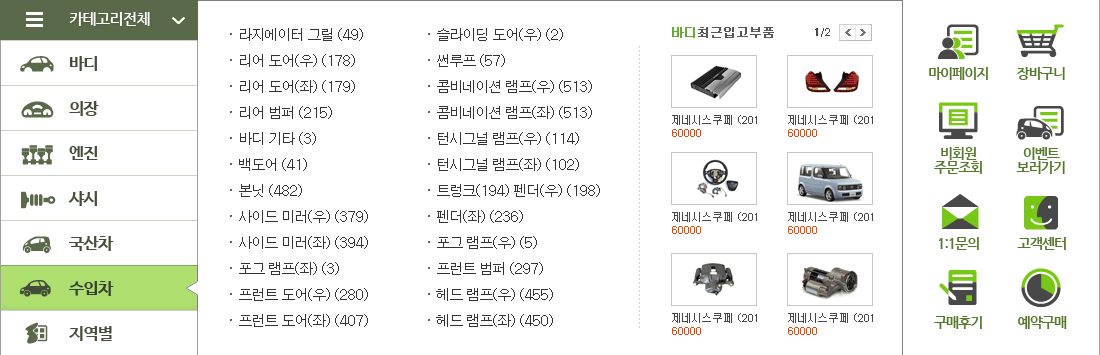 카테고리전체
바디
의장
엔진
샤시
국산차
수입차
지역별
· 라지에이터 그릴 (49)
· 리어 도어(우) (178)
· 리어 도어(좌) (179)
· 리어 범퍼 (215)
· 바디 기타 (3)
· 백도어 (41)
· 본닛 (482)
· 사이드 미러(우) (379)
· 사이드 미러(좌) (394)
· 포그 램프(좌) (3)
· 프런트 도어(우) (280)
· 프런트 도어(좌) (407)
· 슬라이딩 도어(우) (2)
· 썬루프 (57)
· 콤비네이션 램프(우) (513)
· 콤비네이션 램프(좌) (513)
· 턴시그널 램프(우) (114)
· 턴시그널 램프(좌) (102)
· 트렁크(194) 펜더(우) (198)
· 펜더(좌) (236)
· 포그 램프(우) (5)
· 프런트 범퍼 (297)
· 헤드 램프(우) (455)
· 헤드 램프(좌) (450)
바디최근입고부품 1/2
제네시스쿠페 (201
60000
제네시스쿠페 (201
60000
제네시스쿠페 (201
60000
제네시스쿠페 (201
60000
제네시스쿠페 (201
60000
제네시스쿠페 (201
60000
마이페이지
장바구니
비회원
주문조회
이벤트
보러가기
1:1문의
고객센터
구매후기
예약구매